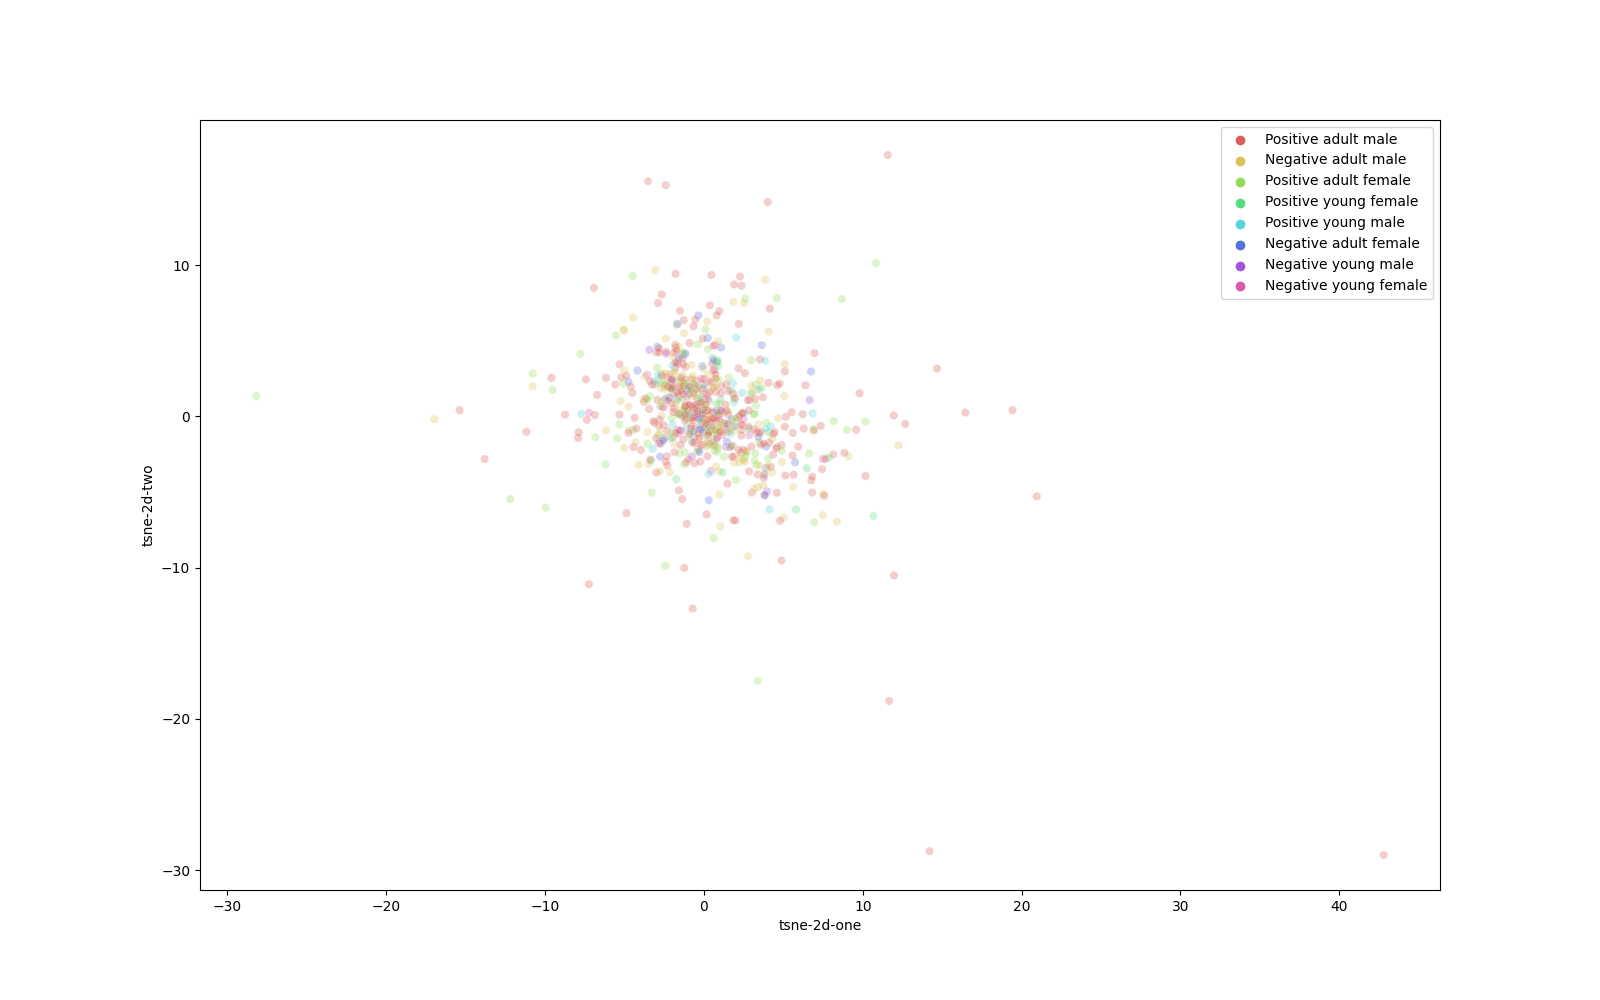 Positive adult male
Negative adult male
Positive adult female
Positive young female
Positive young male
Negative adult female
Negative young male
Negative young female
10
0
−10
−20
−30
tsne-2d-two
−30
−20
−10
0
10
20
30
40
tsne-2d-one